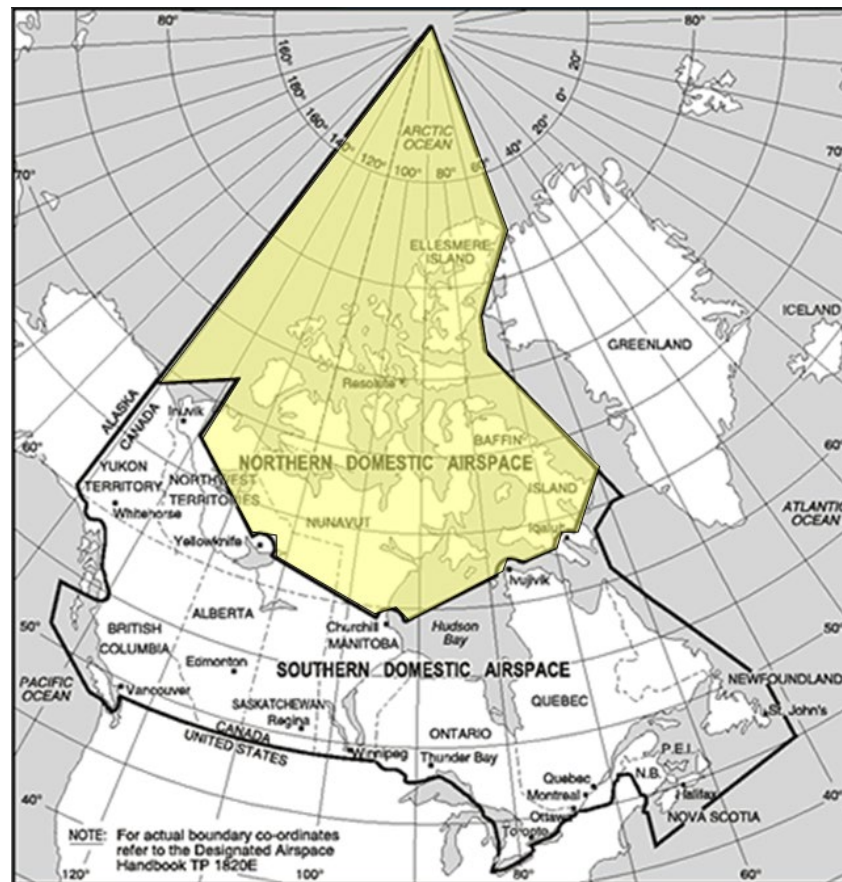 80°
80°
160°
160°
180°
160°
140°
120°
100°
80°
60°
40°
20°
0°
20°
ARCTIC
OCEAN
70°
70°
ELLESMERE
ISLAND
ICELAND
GREENLAND
Resolute
ALASKA
CANADA
Inuvik
60°
60°
BAFFIN
ISLAND
NORTHERN DOMESTIC AIRSPACE
YUKON
TERRITORY
NORTHWEST
TERRITORIES
Whitehorse
NUNAVUT
Iqaluit
ATLANTIC
OCEAN
Yellowknife
Ivujivik
ALBERTA
50°
50°
BRITISH
COLUMBIA
Churchill
MANITOBA
Hudson
Bay
Edmonton
SOUTHERN DOMESTIC AIRSPACE
PACIFIC
OCEAN
Vancouver
NEWFOUNDLAND
SASKATCHEWAN
Regina
QUEBEC
St. John's
CANADA
UNITED STATES
ONTARIO
Winnipeg
Thunder Bay
P.E.I.
N.B.
Quebec
Montreal
Halifax
Ottawa
NOVA SCOTIA
Toronto
40°
40°
NOTE: For actual boundary co-ordinates
refer to the Designated Airspace
Handbook TP 1820E
120°
100°
80°
60°